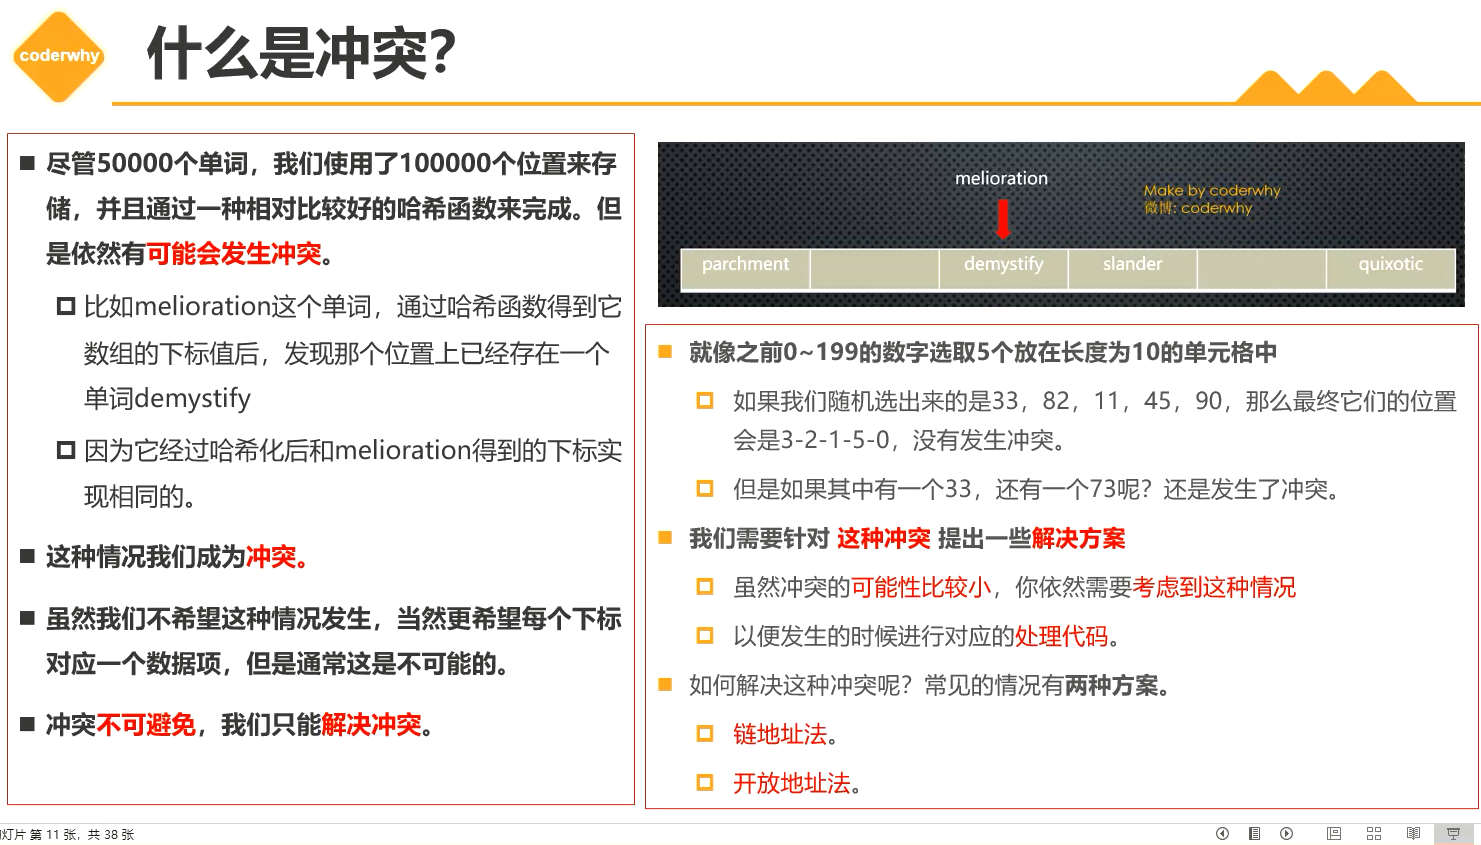 coderwhy
什么是冲突?
■ 尽管50000个单词，我们使用了100000个位置来存
储，并且通过一种相对比较好的哈希函数来完成。但
是依然有可能会发生冲突。
比如melioration这个单词，通过哈希函数得到它
数组的下标值后，发现那个位置上已经存在一个
单词demystify
因为它经过哈希化后和melioration得到的下标实
现相同的。
■ 这种情况我们成为冲突。
■ 虽然我们不希望这种情况发生，当然更希望每个下标
对应一个数据项，但是通常这是不可能的。
■ 冲突不可避免，我们只能解决冲突。
melioration
Make by coderwhy
微博: coderwhy
parchment demystify slander quixotic
■ 就像之前0~199的数字选取5个放在长度为10的单元格中
如果我们随机选出来的是33，82，11，45，90，那么最终它们的位置
会是3-2-1-5-0，没有发生冲突。
但是如果其中有一个33，还有一个73呢？还是发生了冲突。
■ 我们需要针对 这种冲突 提出一些解决方案
虽然冲突的可能性比较小，你依然需要考虑到这种情况
以便发生的时候进行对应的处理代码。
■ 如何解决这种冲突呢？常见的情况有两种方案。
链地址法。
开放地址法。
灯片 第 11 张，共 38 张